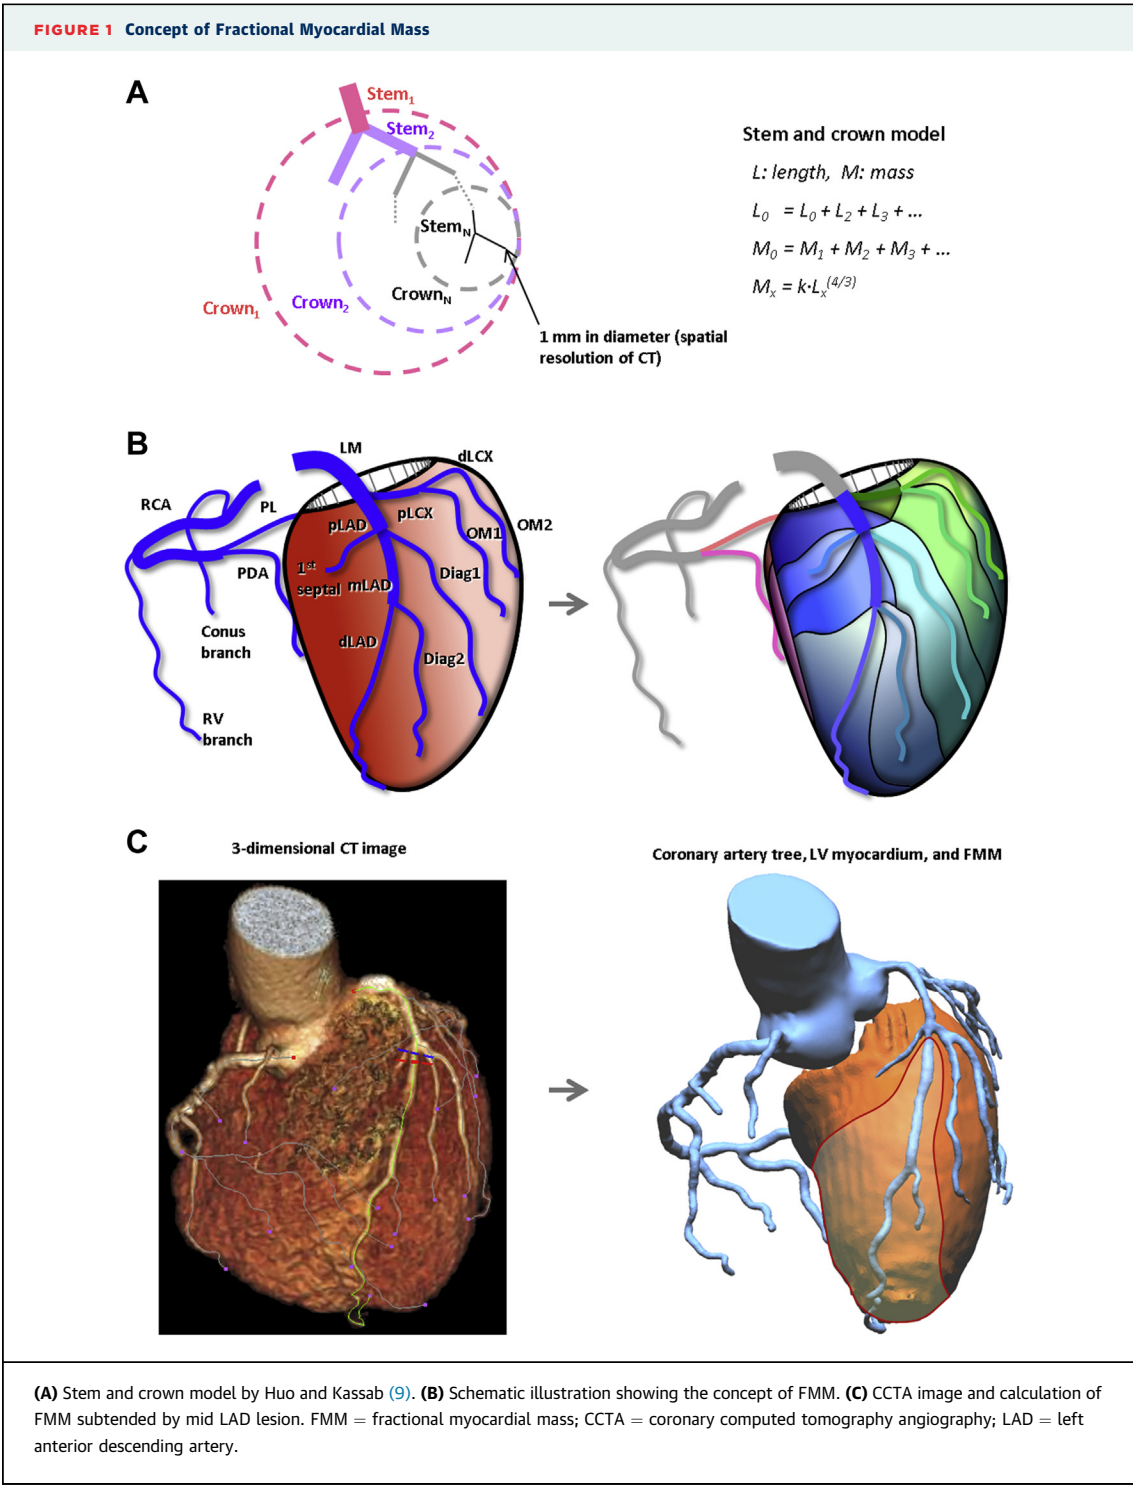 FIGURE 1 Concept of Fractional Myocardial Mass
A
Stem₁
Stem₂
Stem_N
Crown_N
Crown₂
Crown₁
1 mm in diameter (spatial
resolution of CT)
Stem and crown model
L: length, M: mass
L₀ = L₀ + L₂ + L₃ + ...
M₀ = M₁ + M₂ + M₃ + ...
Mₓ = k·Lₓ^(4/3)
B
LM
dLCX
RCA
PL
pLAD
pLCX
OM1
OM2
PDA
1st
septal
mLAD
Diag1
Conus
branch
dLAD
Diag2
RV
branch
C
3-dimensional CT image
Coronary artery tree, LV myocardium, and FMM
(A) Stem and crown model by Huo and Kassab (9). (B) Schematic illustration showing the concept of FMM. (C) CCTA image and calculation of
FMM subtended by mid LAD lesion. FMM = fractional myocardial mass; CCTA = coronary computed tomography angiography; LAD = left
anterior descending artery.